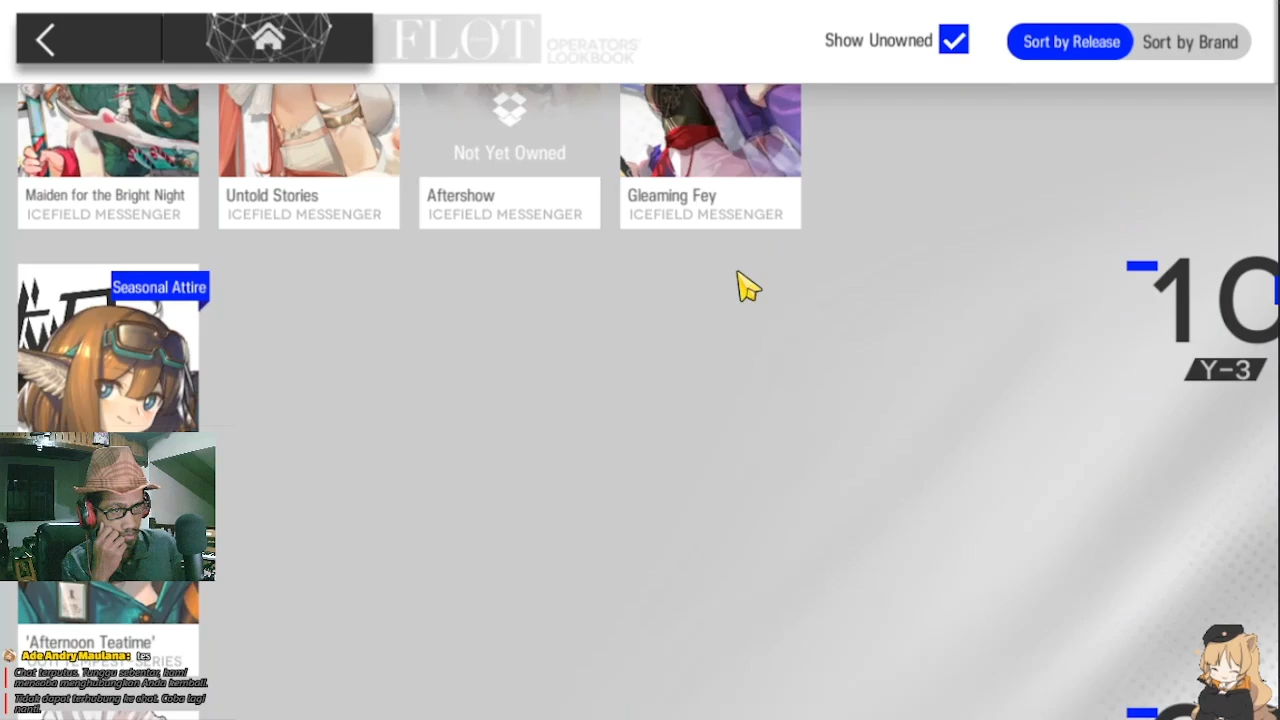 FLOT
OPERATORS'
LOOKBOOK
Show Unowned
Sort by Release
Sort by Brand
Not Yet Owned
Maiden for the Bright Night
ICEFIELD MESSENGER
Untold Stories
ICEFIELD MESSENGER
Aftershow
ICEFIELD MESSENGER
Gleaming Fey
ICEFIELD MESSENGER
Seasonal Attire
10
Y-3
'Afternoon Teatime'
SERIES
Ade Andry Maulana: tes
Chat terputus. Tunggu sebentar, kami
mencoba menghubungkan Anda kembali.
Tidak dapat terhubung ke chat. Coba lagi
nanti.